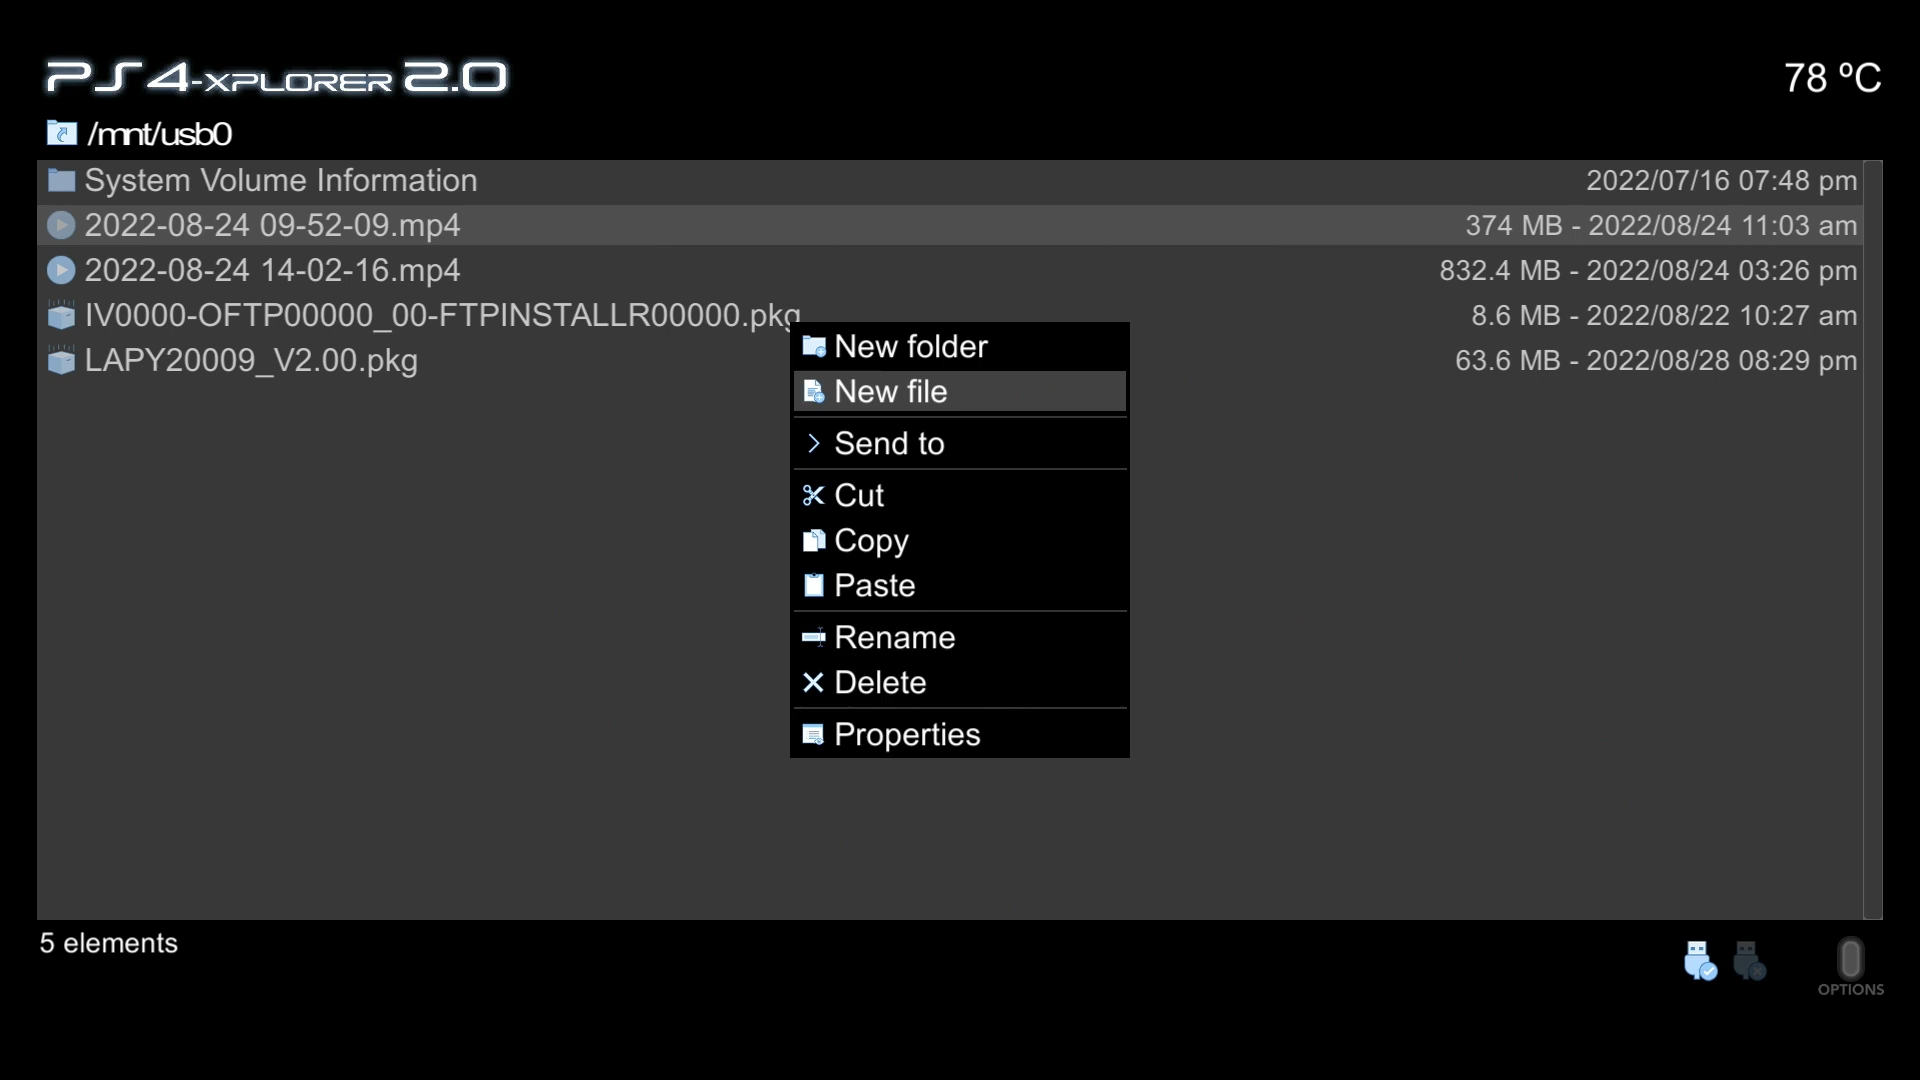 PS4-XPLORER 2.0
78 ºC
/mnt/usb0
System Volume Information 2022/07/16 07:48 pm
2022-08-24 09-52-09.mp4 374 MB - 2022/08/24 11:03 am
2022-08-24 14-02-16.mp4 832.4 MB - 2022/08/24 03:26 pm
IV0000-OFTP00000_00-FTPINSTALLR00000.pkg 8.6 MB - 2022/08/22 10:27 am
LAPY20009_V2.00.pkg 63.6 MB - 2022/08/28 08:29 pm
New folder
New file
Send to
Cut
Copy
Paste
Rename
Delete
Properties
5 elements
OPTIONS